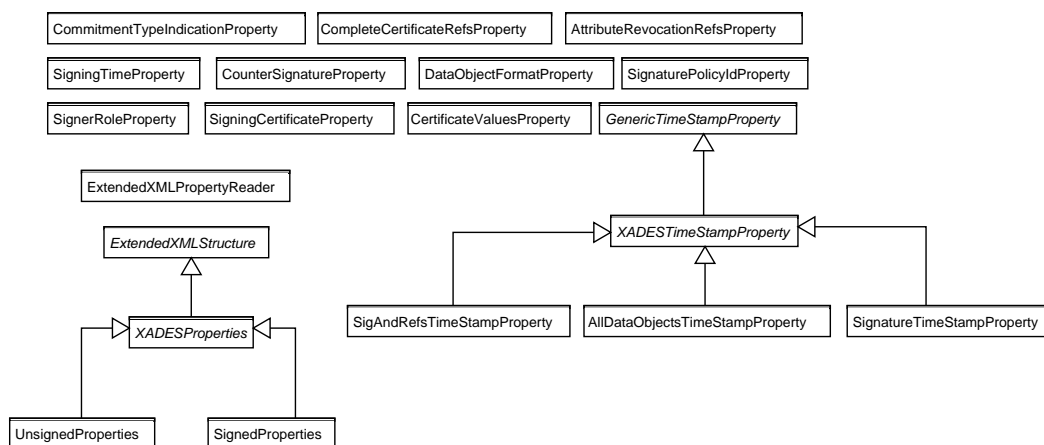 CommitmentTypeIndicationProperty
CompleteCertificateRefsProperty
AttributeRevocationRefsProperty
SigningTimeProperty
CounterSignatureProperty
DataObjectFormatProperty
SignaturePolicyIdProperty
SignerRoleProperty
SigningCertificateProperty
CertificateValuesProperty
GenericTimeStampProperty
ExtendedXMLPropertyReader
ExtendedXMLStructure
XADESTimeStampProperty
XADESProperties
SigAndRefsTimeStampProperty
AllDataObjectsTimeStampProperty
SignatureTimeStampProperty
UnsignedProperties
SignedProperties